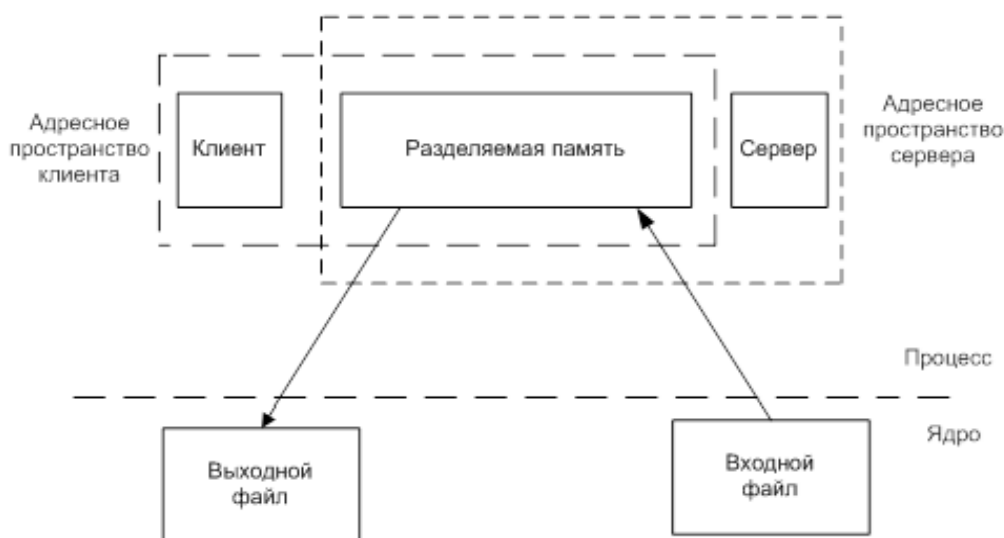 Адресное
пространство
клиента
Клиент
Разделяемая память
Сервер
Адресное
пространство
сервера
Процесс
Ядро
Выходной
файл
Входной
файл